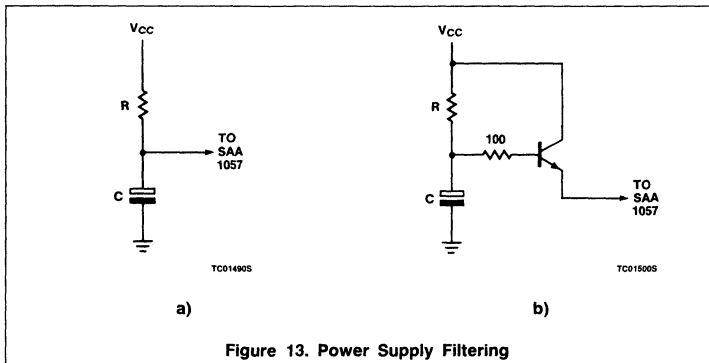 VCC
R
TO
SAA
1057
C
TC01490S
a)
VCC
R
100
TO
SAA
1057
C
TC01500S
b)
Figure 13. Power Supply Filtering